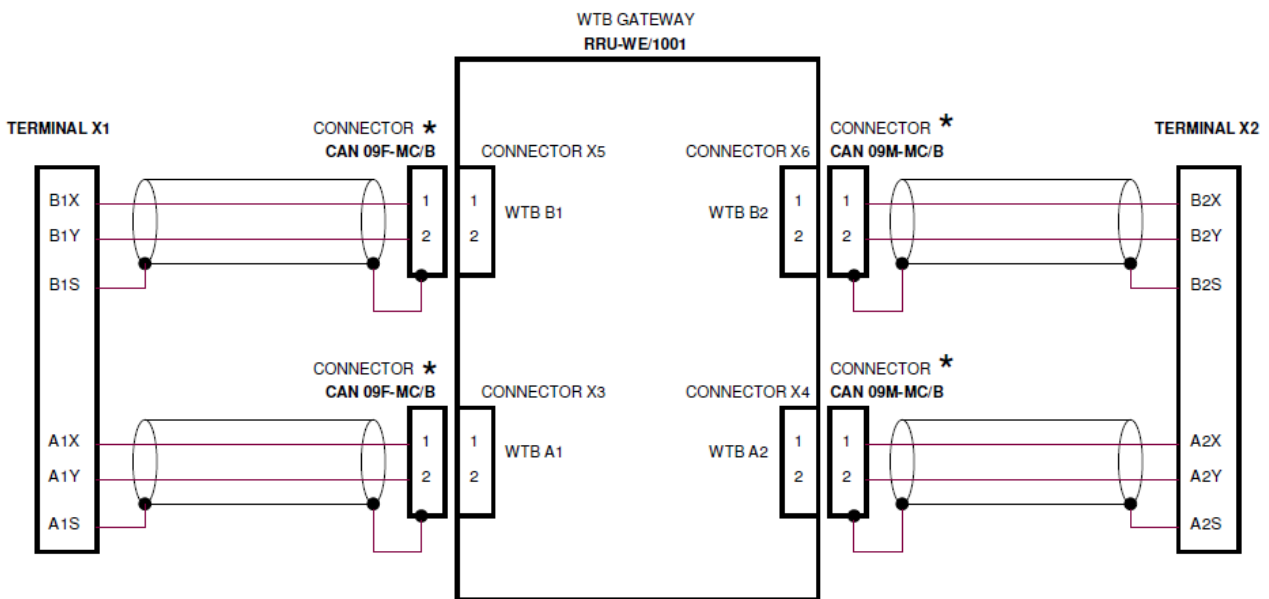 WTB GATEWAY
RRU-WE/1001
TERMINAL X1
CONNECTOR *
CAN 09F-MC/B
CONNECTOR X5
CONNECTOR X6
CONNECTOR *
CAN 09M-MC/B
TERMINAL X2
B1X
1
1
WTB B1
WTB B2
1
1
B2X
B1Y
2
2
2
2
B2Y
B1S
B2S
CONNECTOR *
CAN 09F-MC/B
CONNECTOR X3
CONNECTOR X4
CONNECTOR *
CAN 09M-MC/B
A1X
1
1
WTB A1
WTB A2
1
1
A2X
A1Y
2
2
2
2
A2Y
A1S
A2S